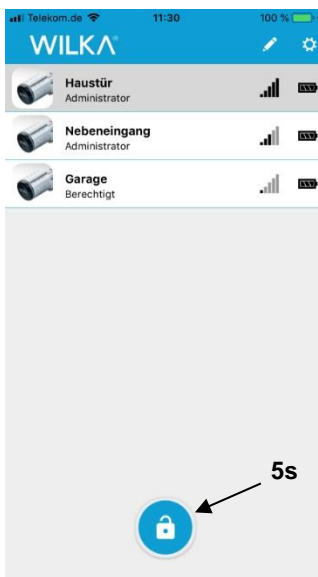 Telekom.de 11:30 100 %
WILKA
Haustür
Administrator
Nebeneingang
Administrator
Garage
Berechtigt
5s